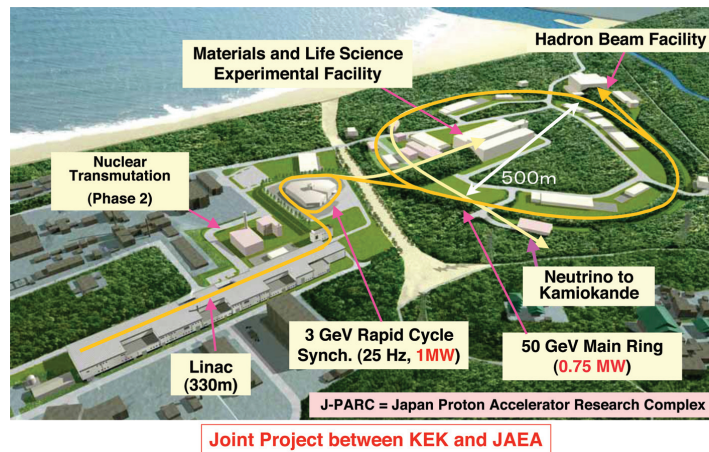 Hadron Beam Facility
Materials and Life Science
Experimental Facility
Nuclear
Transmutation
(Phase 2)
500m
Neutrino to
Kamiokande
3 GeV Rapid Cycle
Synch. (25 Hz, 1MW)
50 GeV Main Ring
(0.75 MW)
Linac
(330m)
J-PARC = Japan Proton Accelerator Research Complex
Joint Project between KEK and JAEA